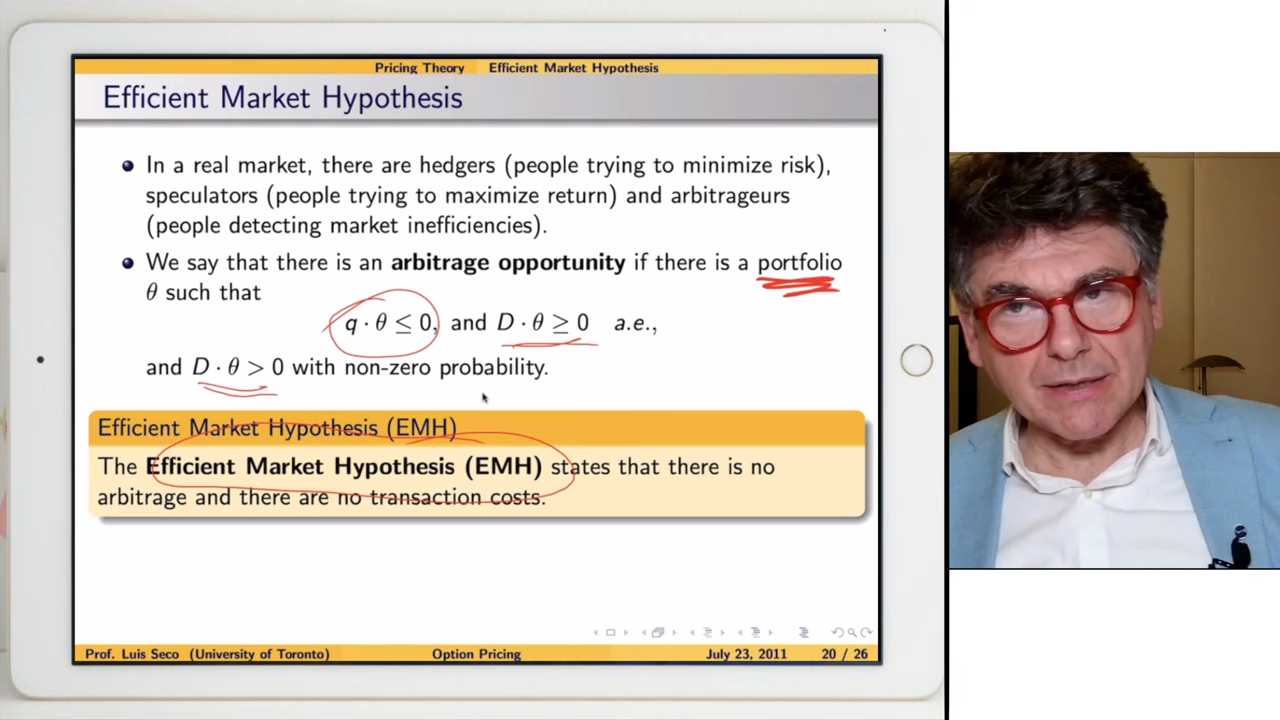 Pricing Theory Efficient Market Hypothesis
Efficient Market Hypothesis
In a real market, there are hedgers (people trying to minimize risk),
speculators (people trying to maximize return) and arbitrageurs
(people detecting market inefficiencies).
We say that there is an arbitrage opportunity if there is a portfolio
θ such that
q · θ ≤ 0, and D · θ ≥ 0 a.e.,
and D · θ > 0 with non-zero probability.
Efficient Market Hypothesis (EMH)
The Efficient Market Hypothesis (EMH) states that there is no
arbitrage and there are no transaction costs.
Prof. Luis Seco (University of Toronto) Option Pricing July 23, 2011 20 / 26